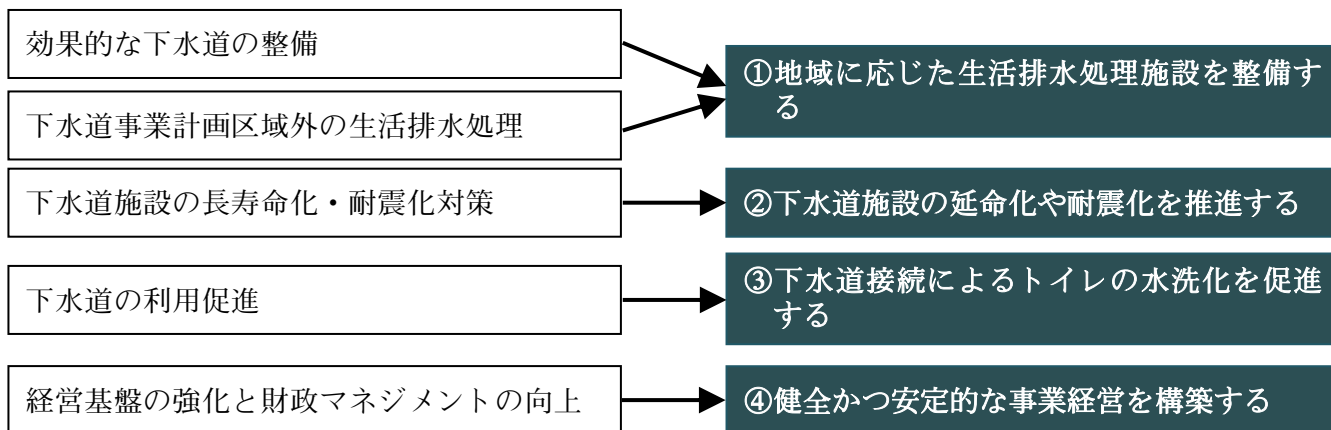 効果的な下水道の整備
下水道事業計画区域外の生活排水処理
①地域に応じた生活排水処理施設を整備す
る
下水道施設の長寿命化・耐震化対策
②下水道施設の延命化や耐震化を推進する
下水道の利用促進
③下水道接続によるトイレの水洗化を促進
する
経営基盤の強化と財政マネジメントの向上
④健全かつ安定的な事業経営を構築する